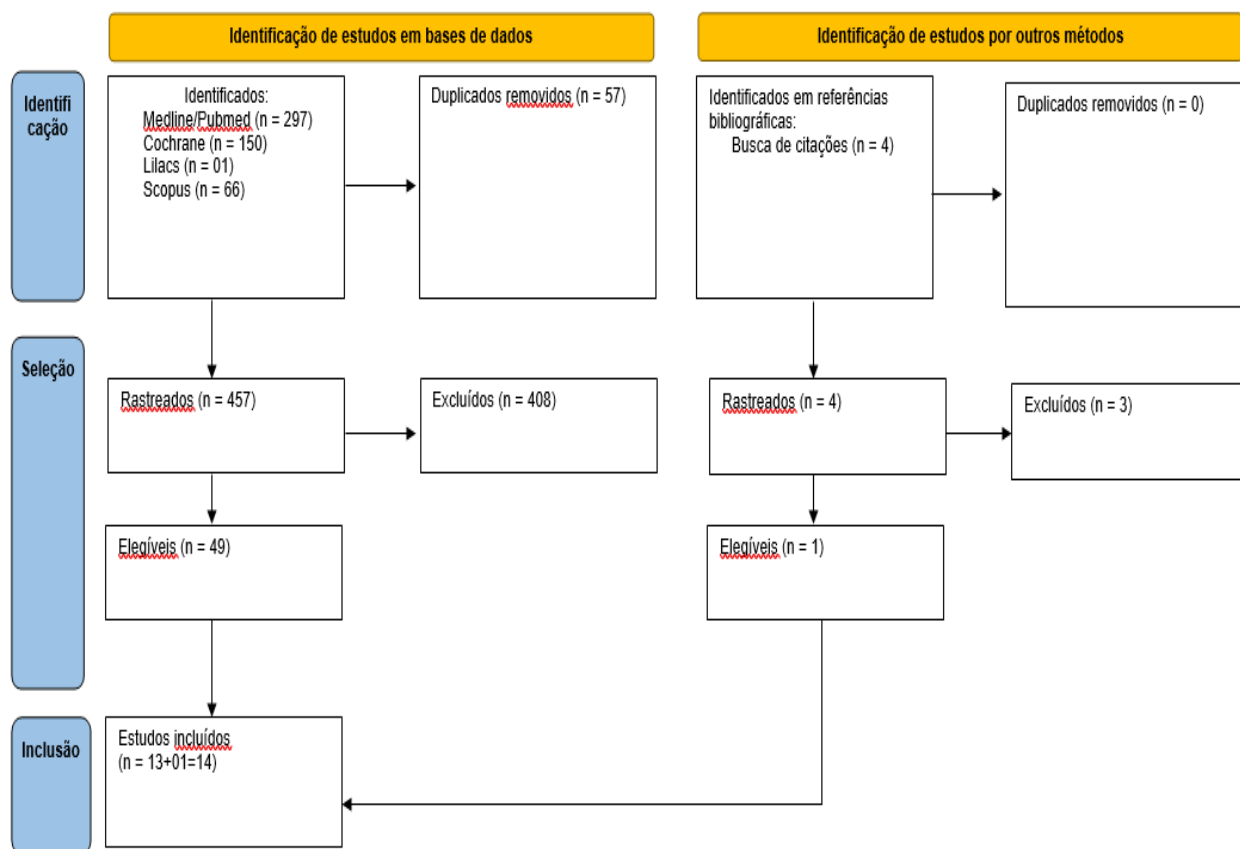 Identificação de estudos em bases de dados
Identificação de estudos por outros métodos
Identifi
cação
Identificados:
Medline/Pubmed (n = 297)
Cochrane (n = 150)
Lilacs (n = 01)
Scopus (n = 66)
Duplicados removidos (n = 57)
Identificados em referências
bibliográficas:
Busca de citações (n = 4)
Duplicados removidos (n = 0)
Seleção
Rastreados (n = 457)
Excluídos (n = 408)
Rastreados (n = 4)
Excluídos (n = 3)
Elegíveis (n = 49)
Elegíveis (n = 1)
Inclusão
Estudos incluídos
(n = 13+01=14)